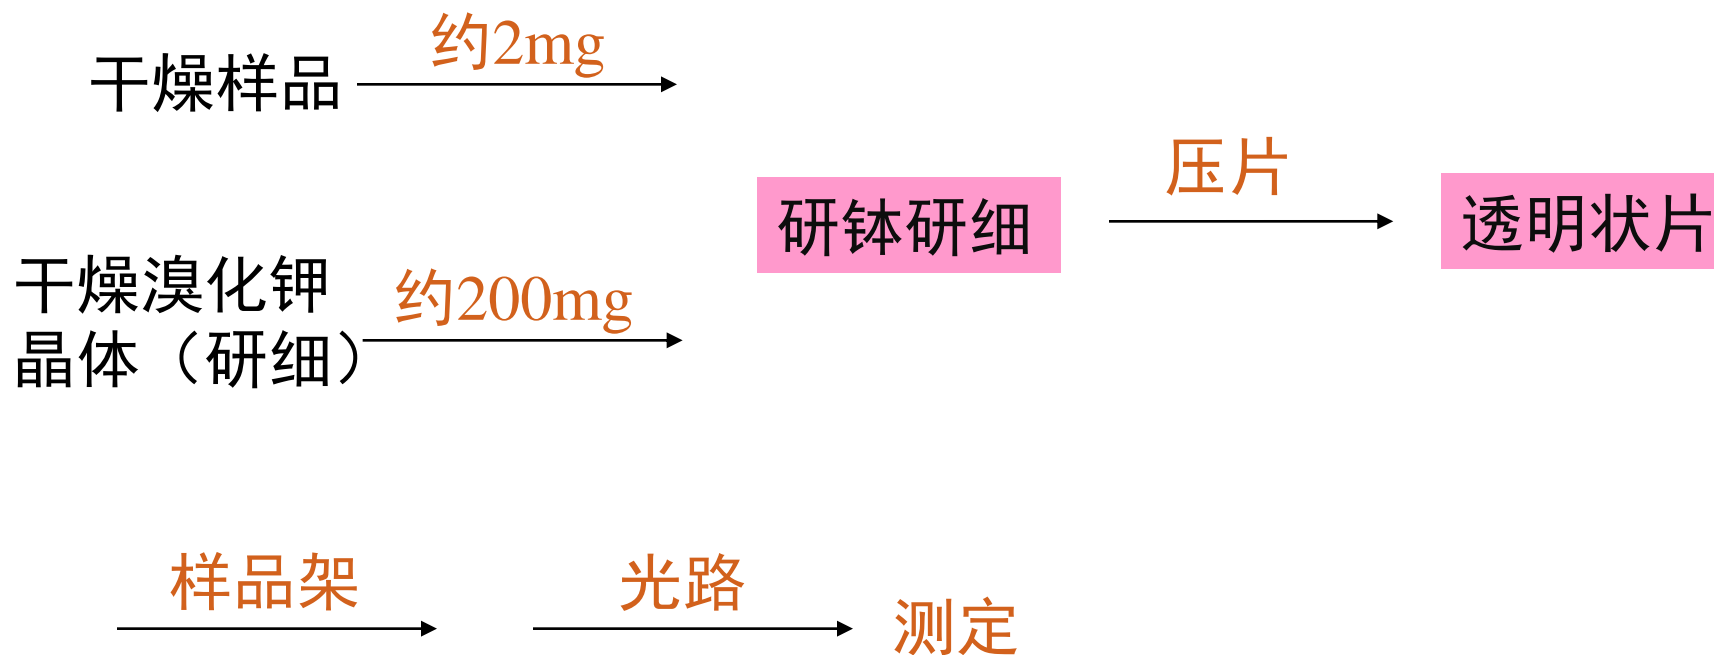 干燥样品
约2mg
干燥溴化钾
晶体（研细）
约200mg
研钵研细
压片
透明状片
样品架
光路
测定